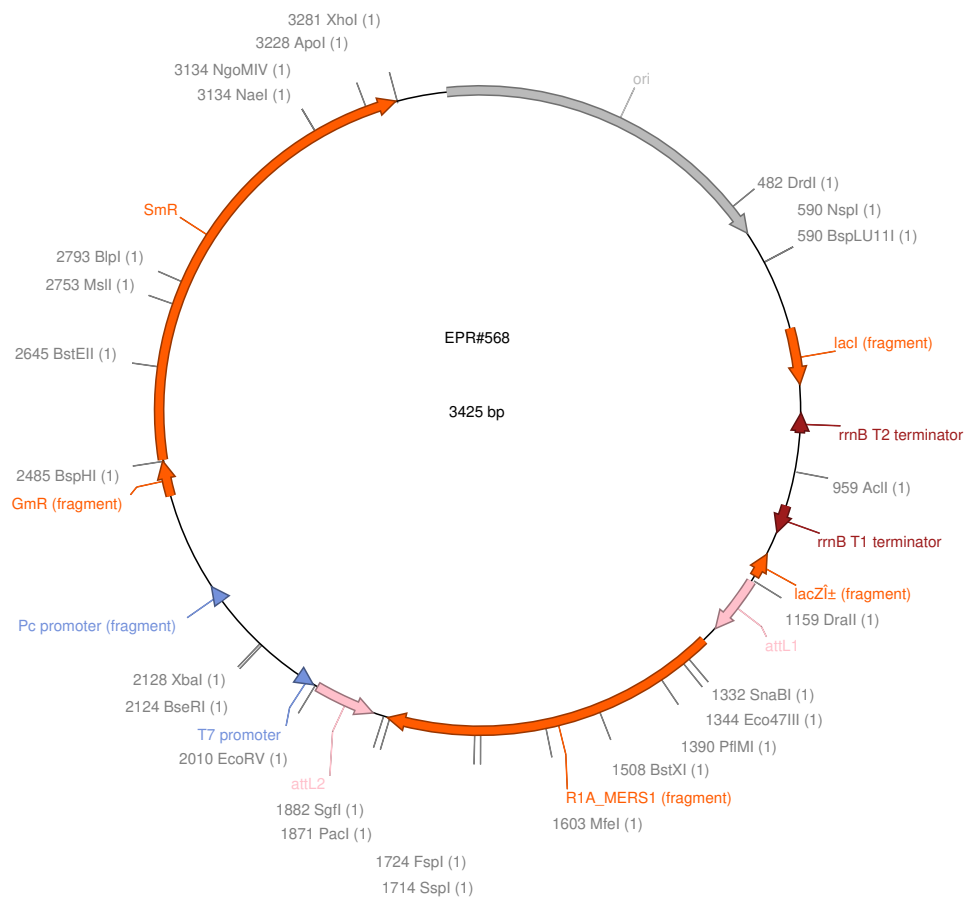 3281 XhoI (1)
3228 ApoI (1)
3134 NgoMIV (1)
3134 NaeI (1)
ori
482 DrdI (1)
590 NspI (1)
590 BspLU11I (1)
SmR
2793 BlpI (1)
2753 MslI (1)
EPR#568
lacI (fragment)
2645 BstEII (1)
3425 bp
rrnB T2 terminator
2485 BspHI (1)
959 AclI (1)
GmR (fragment)
rrnB T1 terminator
lacZÎ± (fragment)
1159 DraII (1)
Pc promoter (fragment)
attL1
2128 XbaI (1)
1332 SnaBI (1)
2124 BseRI (1)
1344 Eco47III (1)
T7 promoter
1390 PflMI (1)
2010 EcoRV (1)
1508 BstXI (1)
attL2
R1A_MERS1 (fragment)
1882 SgfI (1)
1603 MfeI (1)
1871 PacI (1)
1724 FspI (1)
1714 SspI (1)